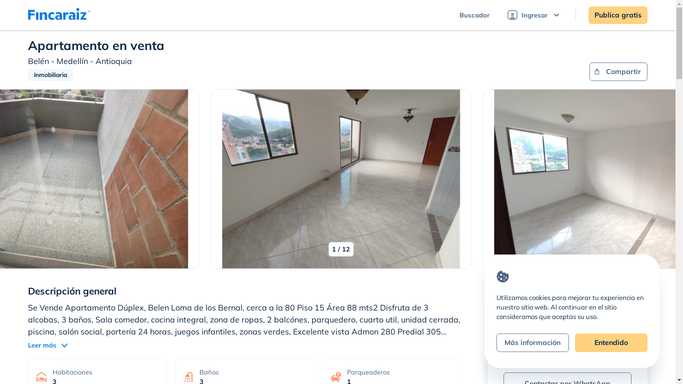 Fincaraiz
Buscador
Ingresar
Publica gratis
Apartamento en venta
Belén - Medellín - Antioquia
Inmobiliaria
Compartir
1 / 12
Descripción general
Se Vende Apartamento Dúplex, Belen Loma de los Bernal, cerca a la 80 Piso 15 Área 88 mts2 Disfruta de 3
alcobas, 3 baños, Sala comedor, cocina integral, zona de ropas, 2 balcónes, parquedero, cuarto util, unidad cerrada,
piscina, salón social, portería 24 horas, juegos infantiles, zonas verdes, Excelente vista Admon 280 Predial 305...
Leer más
Habitaciones
3
Baños
3
Parqueaderos
1
Utilizamos cookies para mejorar tu experiencia en
nuestro sitio web. Al continuar en el sitio
consideramos que aceptas su uso.
Más información
Entendido
Contactar por WhatsApp